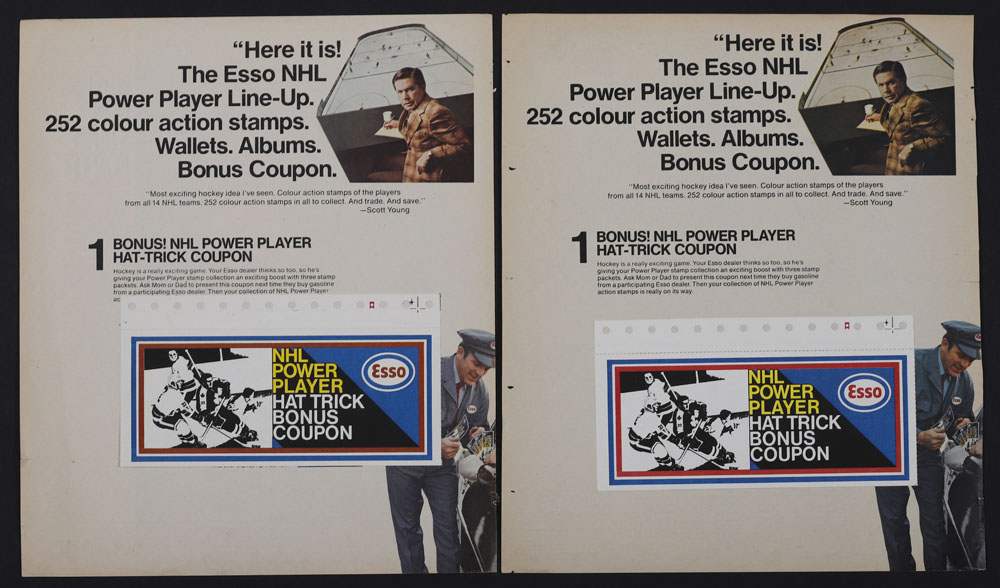 “Here it is!
The Esso NHL
Power Player Line-Up.
252 colour action stamps.
Wallets. Albums.
Bonus Coupon.
“Most exciting hockey idea I’ve seen. Colour action stamps of the players
from all 14 NHL teams. 252 colour action stamps in all to collect. And trade. And save.”
—Scott Young
1 BONUS! NHL POWER PLAYER
HAT-TRICK COUPON
Hockey is a really exciting game. Your Esso dealer thinks so too, so he's
giving your Power Player stamp collection an exciting boost with three stamp
packets. Ask Mom or Dad to present this coupon next time they buy gasoline
from a participating Esso dealer. Then your collection of NHL Power Player
ac
NHL
POWER
PLAYER
HAT TRICK
BONUS
COUPON
Esso
“Here it is!
The Esso NHL
Power Player Line-Up.
252 colour action stamps.
Wallets. Albums.
Bonus Coupon.
“Most exciting hockey idea I’ve seen. Colour action stamps of the players
from all 14 NHL teams. 252 colour action stamps in all to collect. And trade. And save.”
—Scott Young
1 BONUS! NHL POWER PLAYER
HAT-TRICK COUPON
Hockey is a really exciting game. Your Esso dealer thinks so too, so he's
giving your Power Player stamp collection an exciting boost with three stamp
packets. Ask Mom or Dad to present this coupon next time they buy gasoline
from a participating Esso dealer. Then your collection of NHL Power Player
action stamps is really on its way.
NHL
POWER
PLAYER
HAT TRICK
BONUS
COUPON
Esso